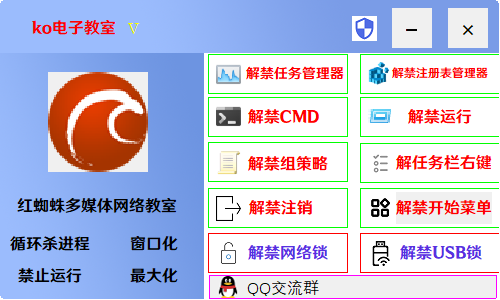 ko电子教室 V
解禁任务管理器
解禁注册表管理器
解禁CMD
解禁运行
解禁组策略
解任务栏右键
解禁注销
解禁开始菜单
解禁网络锁
解禁USB锁
QQ交流群
红蜘蛛多媒体网络教室
循环杀进程
窗口化
禁止运行
最大化